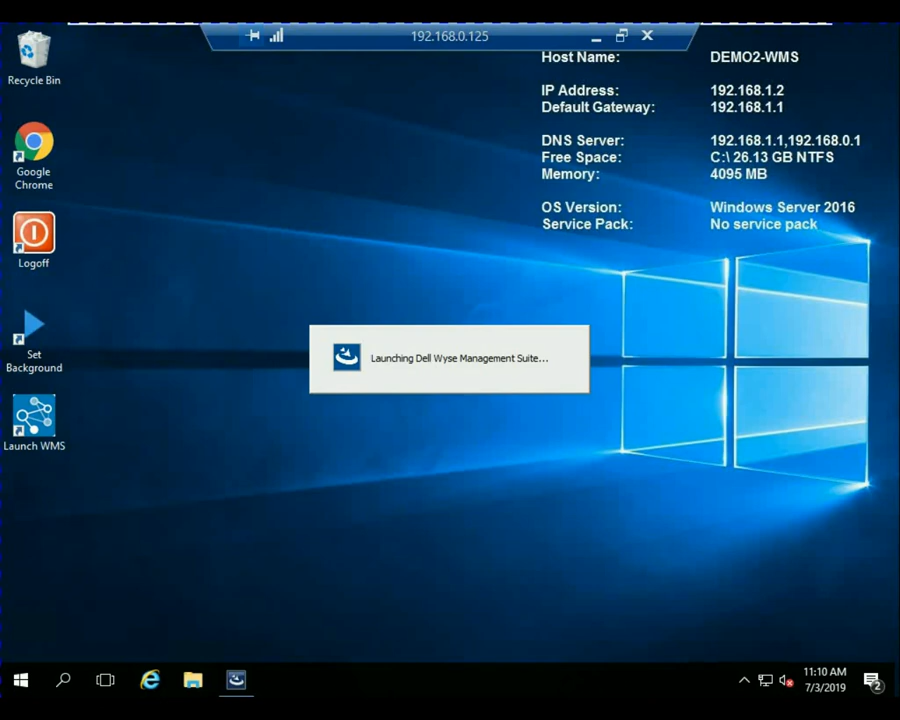 192.168.0.125
Recycle Bin
Google
Chrome
Logoff
Set
Background
Launch WMS
Host Name: DEMO2-WMS
IP Address: 192.168.1.2
Default Gateway: 192.168.1.1
DNS Server: 192.168.1.1,192.168.0.1
Free Space: C:\ 26.13 GB NTFS
Memory: 4095 MB
OS Version: Windows Server 2016
Service Pack: No service pack
Launching Dell Wyse Management Suite...
11:10 AM
7/3/2019
2